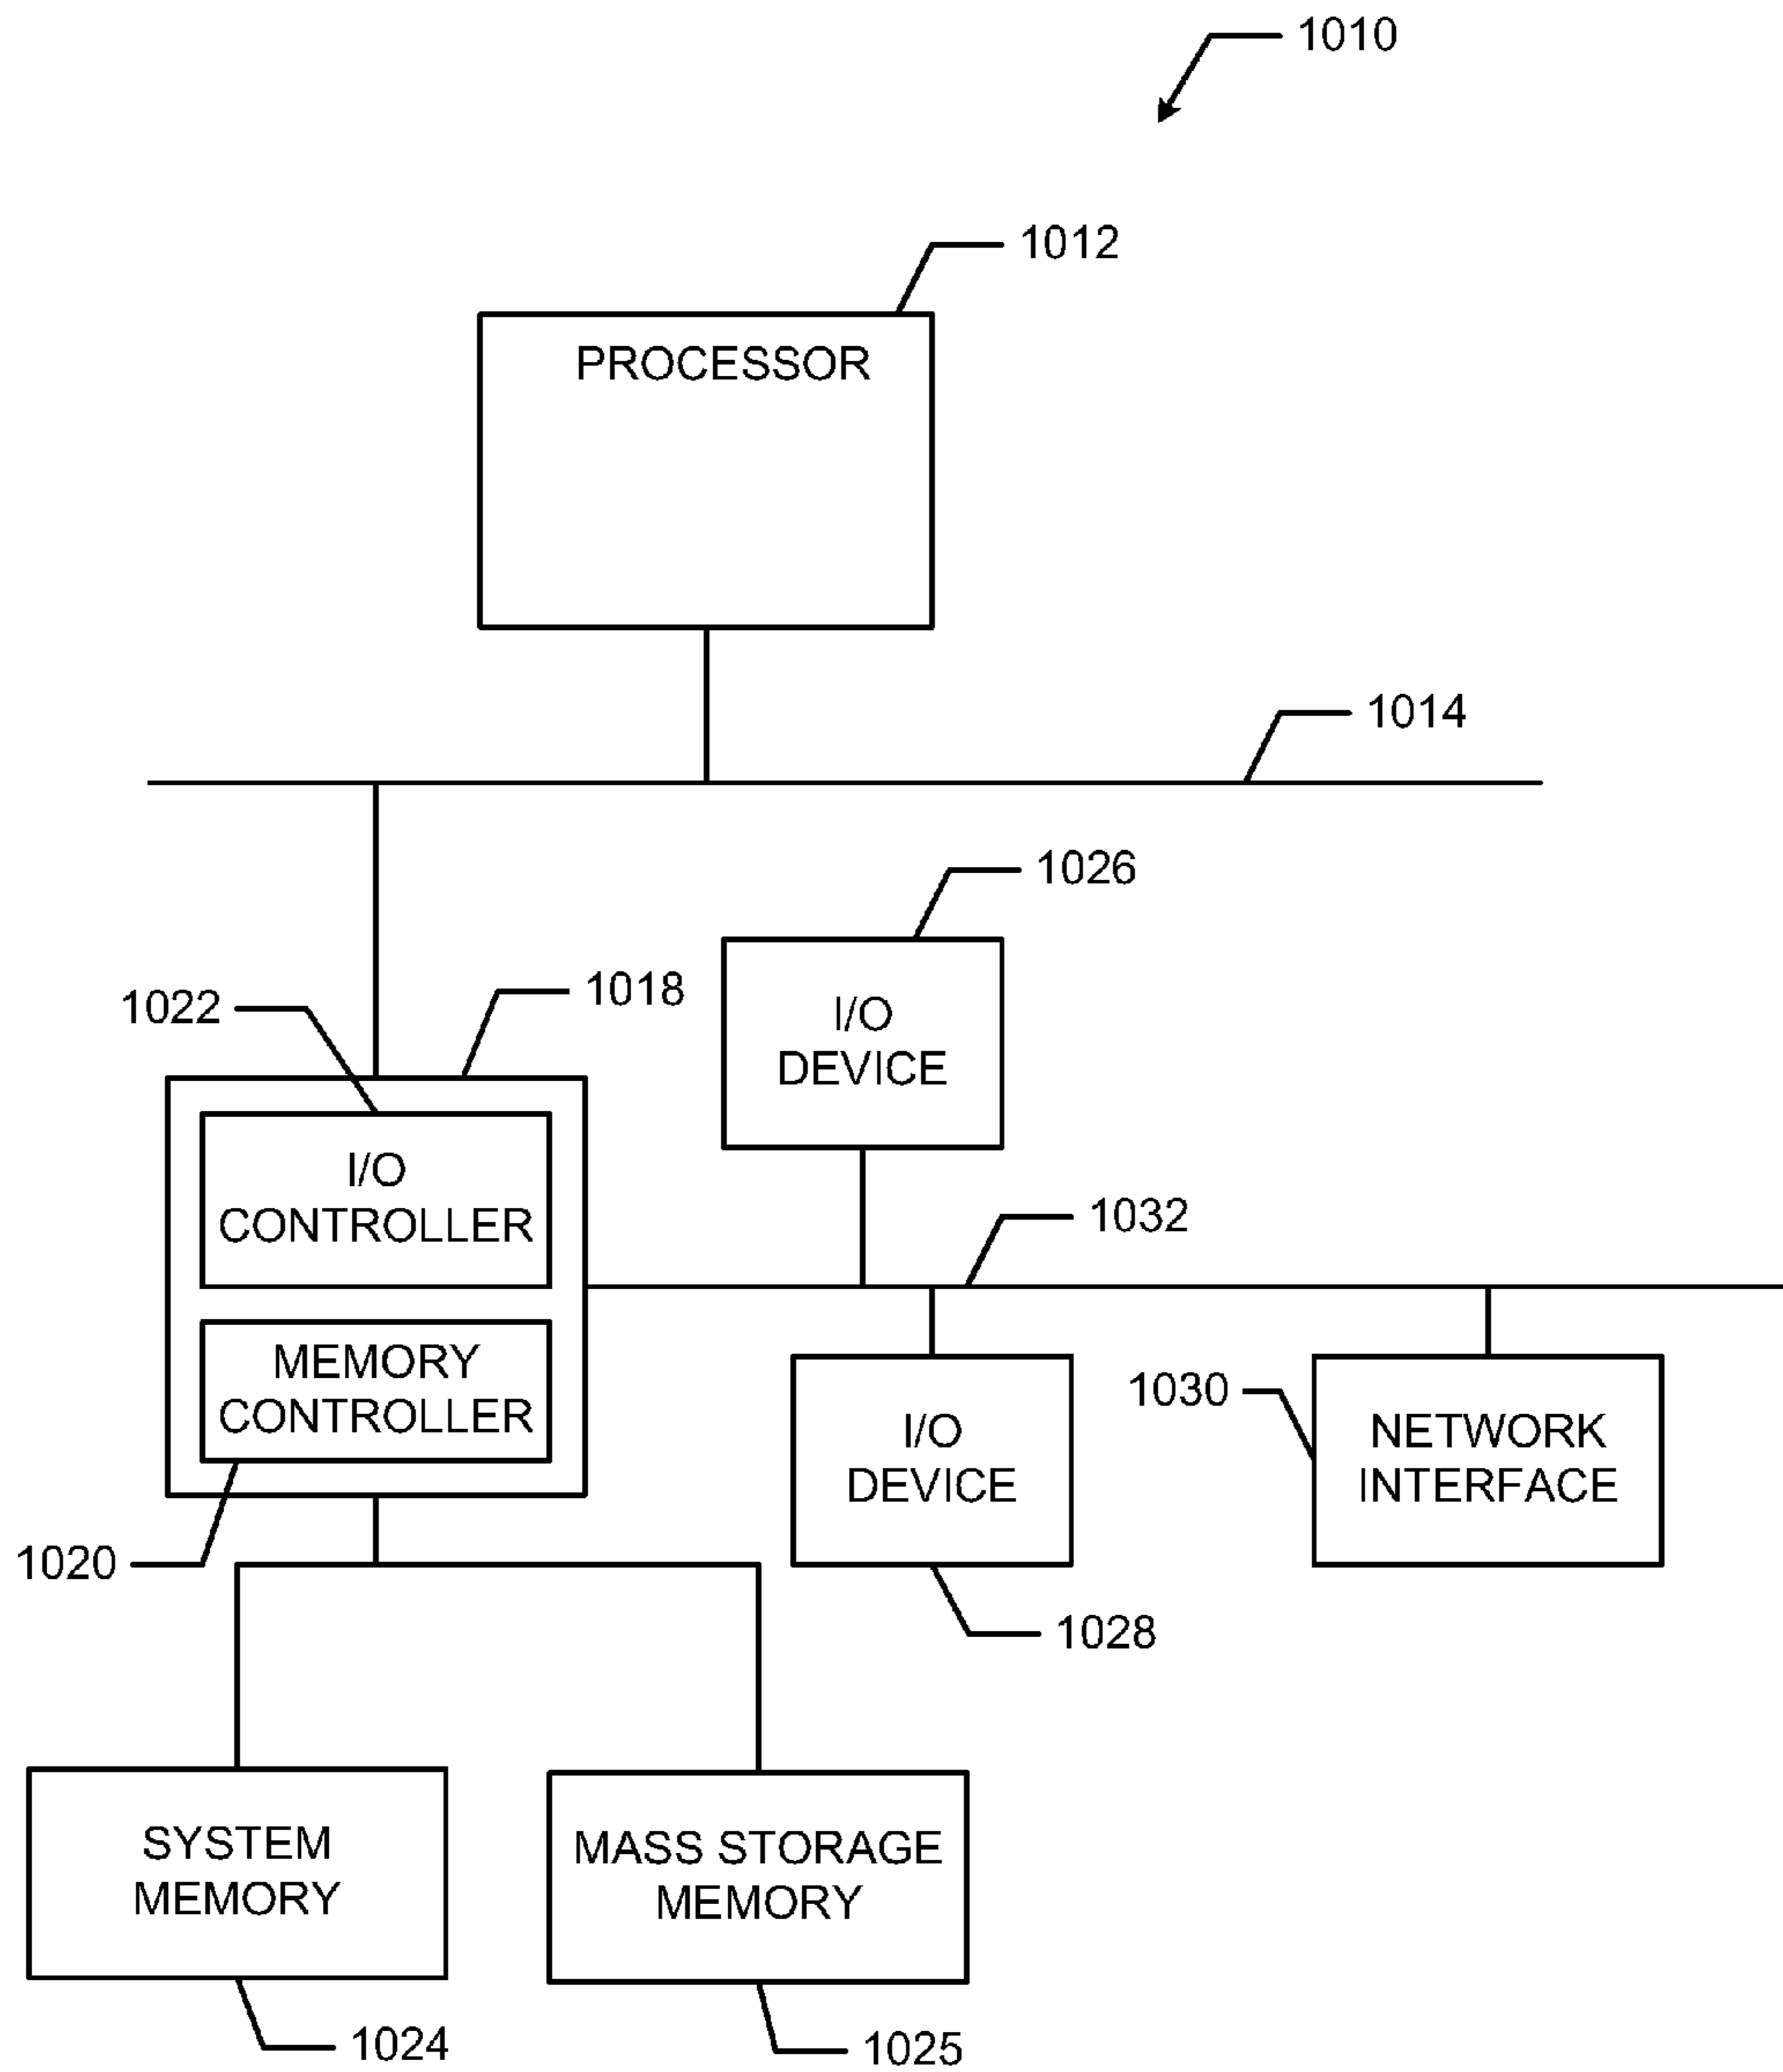 1010
1012
PROCESSOR
1014
1026
1018
1022
I/O
DEVICE
I/O
CONTROLLER
1032
MEMORY
CONTROLLER
1030
I/O
DEVICE
NETWORK
INTERFACE
1020
1028
SYSTEM
MEMORY
MASS STORAGE
MEMORY
1024
1025